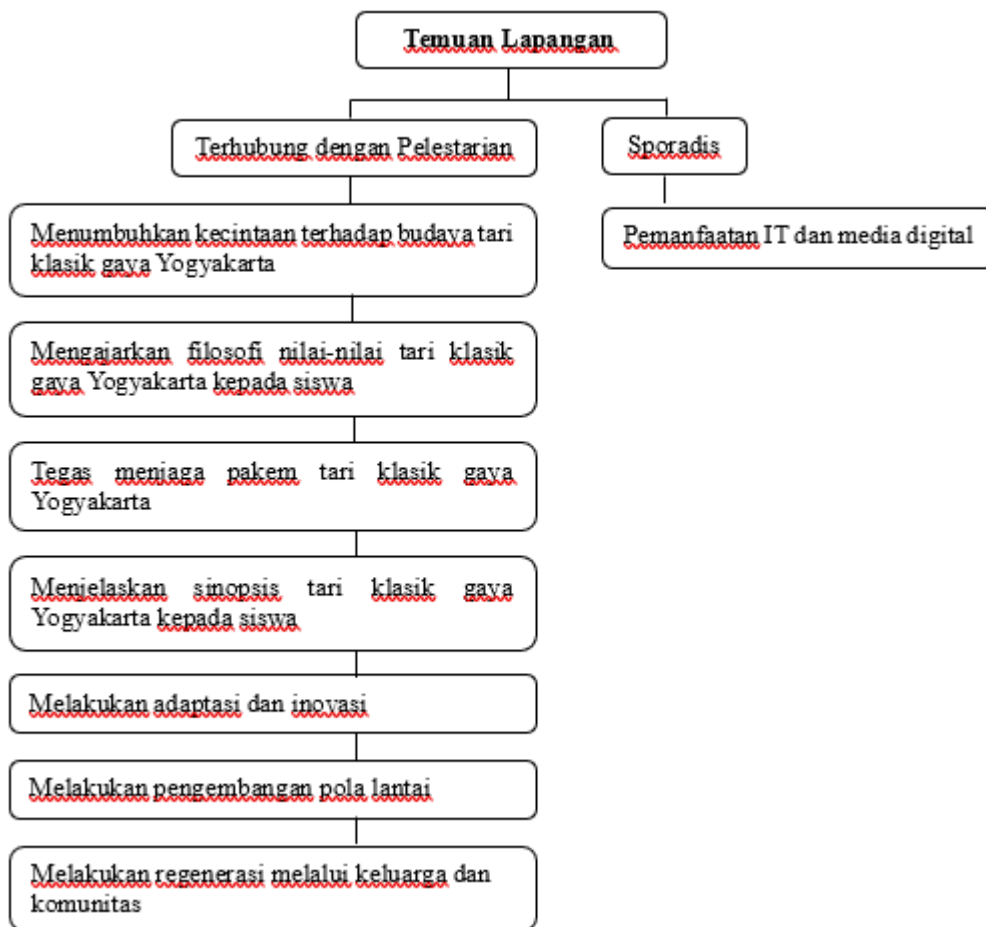 Temuan Lapangan
Terhubung dengan Pelestarian
Sporadis
Menumbuhkan kecintaan terhadap budaya tari
klasik gaya Yogyakarta
Pemanfaatan IT dan media digital
Mengajarkan filosofi nilai-nilai tari klasik
gaya Yogyakarta kepada siswa
Tegas menjaga pakem tari klasik gaya
Yogyakarta
Menjelaskan sinopsis tari klasik gaya
Yogyakarta kepada siswa
Melakukan adaptasi dan inovasi
Melakukan pengembangan pola lantai
Melakukan regenerasi melalui keluarga dan
komunitas